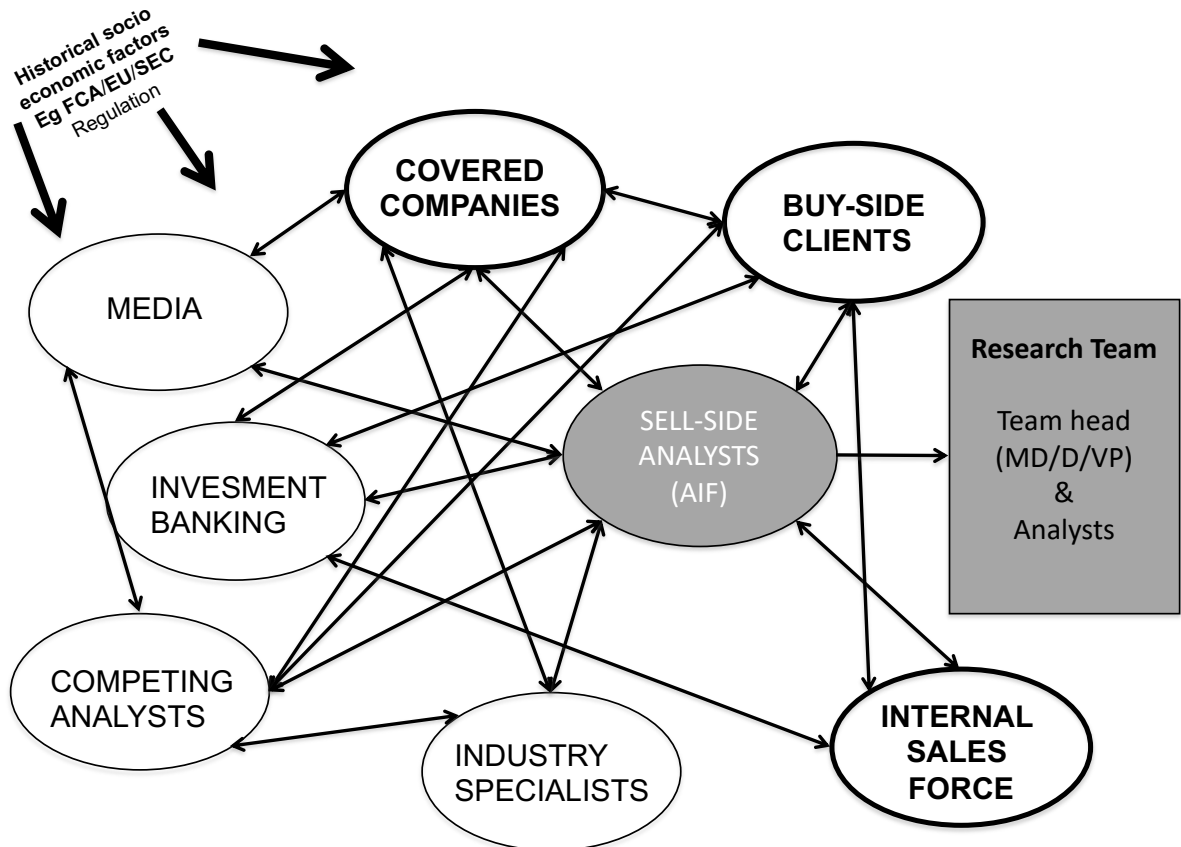 Historical socio
economic factors
Eg FCA/EU/SEC
Regulation
COVERED
COMPANIES
BUY-SIDE
CLIENTS
MEDIA
Research Team
Team head
(MD/D/VP)
&
Analysts
SELL-SIDE
ANALYSTS
(AIF)
INVESMENT
BANKING
COMPETING
ANALYSTS
INDUSTRY
SPECIALISTS
INTERNAL
SALES
FORCE